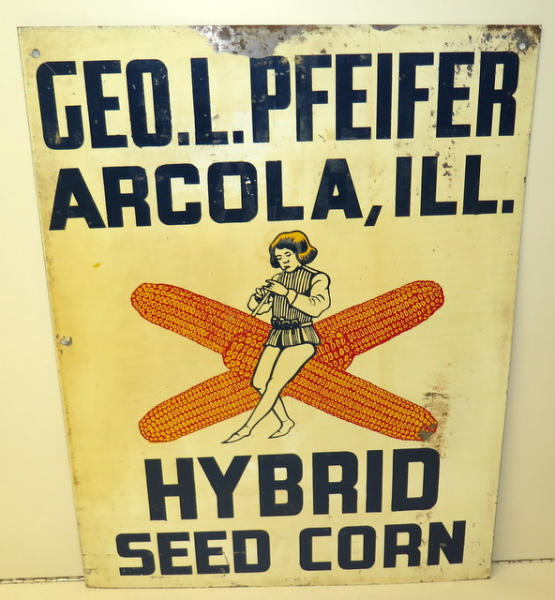 GEO.L.PFEIFER
ARCOLA, ILL.
HYBRID
SEED CORN